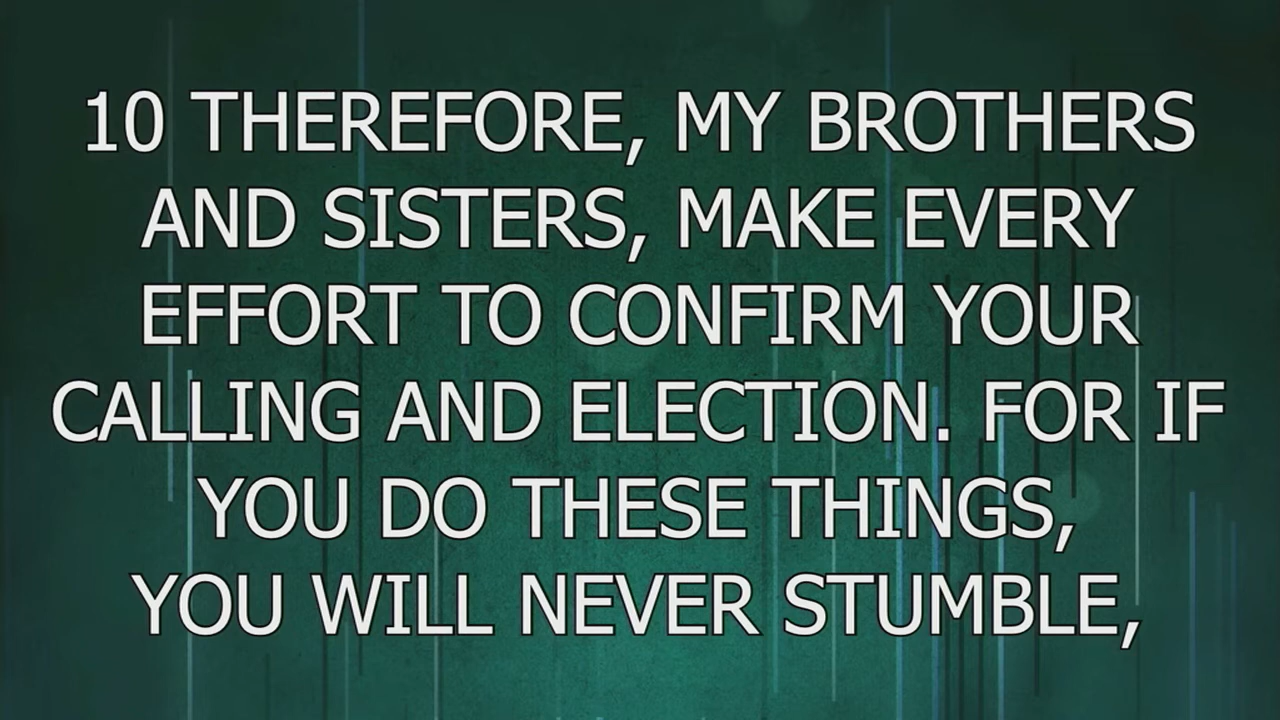 10 THEREFORE, MY BROTHERS
AND SISTERS, MAKE EVERY
EFFORT TO CONFIRM YOUR
CALLING AND ELECTION. FOR IF
YOU DO THESE THINGS,
YOU WILL NEVER STUMBLE,